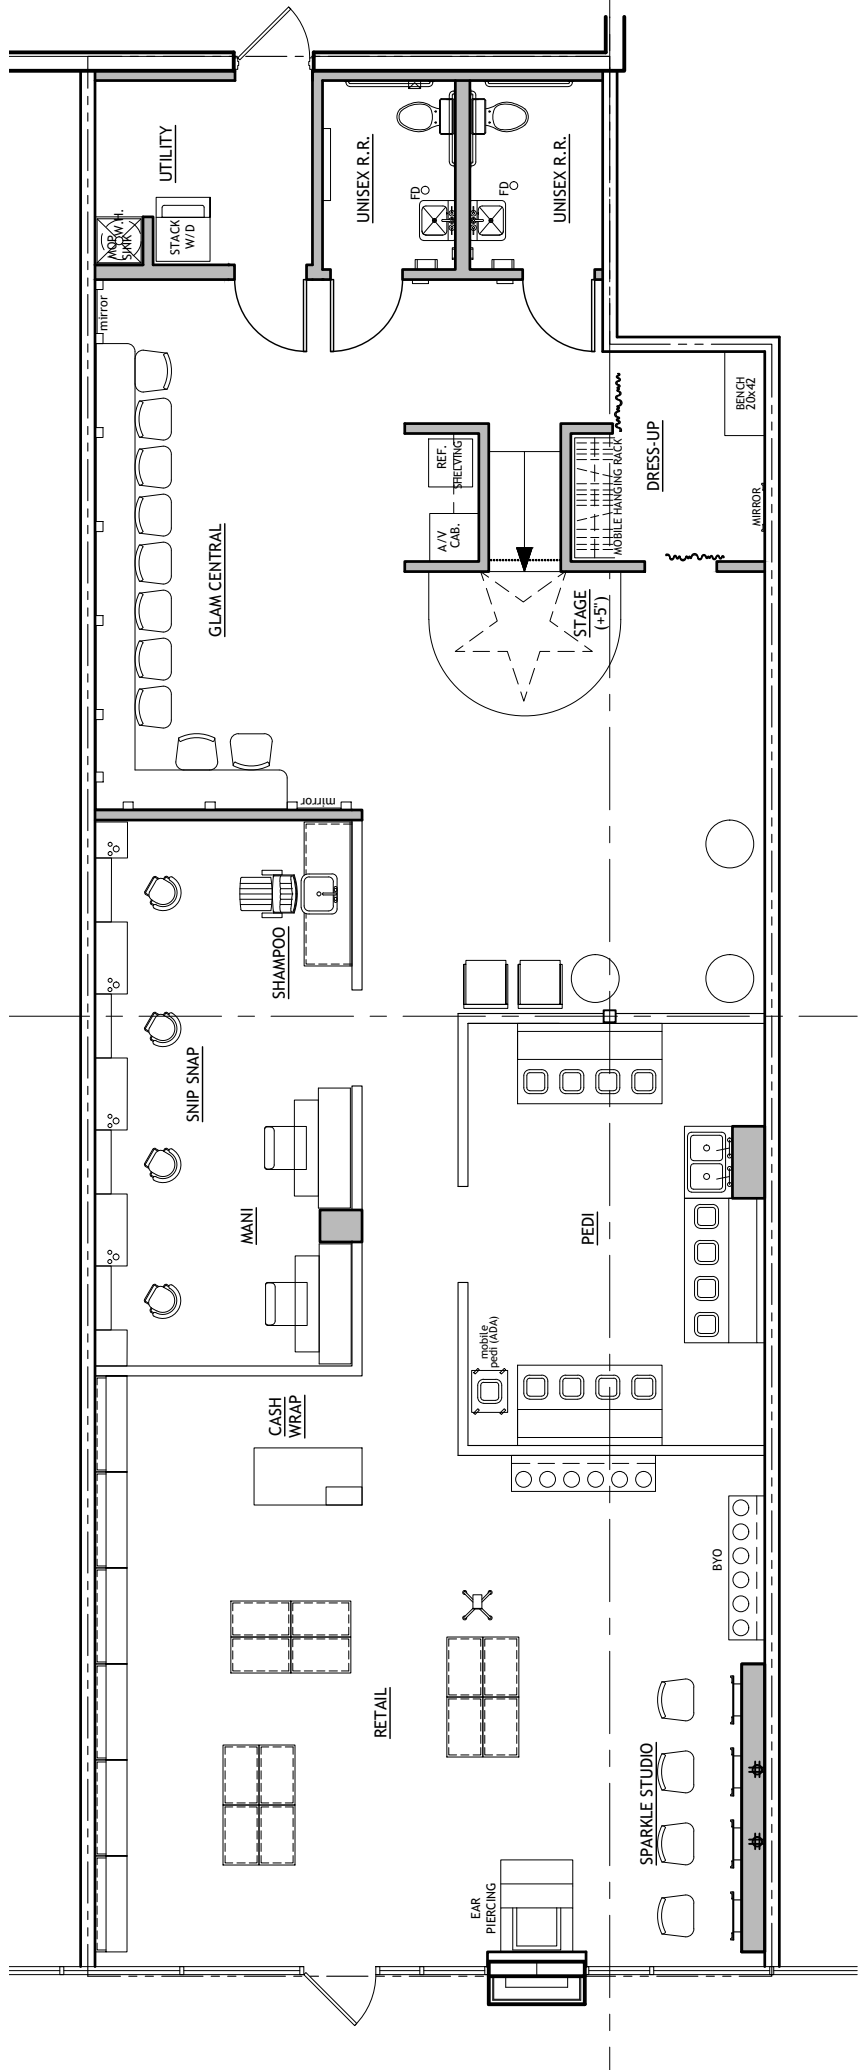 UTILITY
MOP
SINK
W.H.
STACK
W/D
UNISEX R.R.
FD
FD
UNISEX R.R.
mirror
BENCH
20x42
REF.
SHELVING
A/V
CAB.
MOBILE HANGING RACK
DRESS-UP
MIRROR
GLAM CENTRAL
STAGE
(+5")
mirror
SHAMPOO
SNIP SNAP
MANI
PEDI
mobile
pedi (ADA)
CASH
WRAP
BYO
RETAIL
SPARKLE STUDIO
EAR
PIERCING